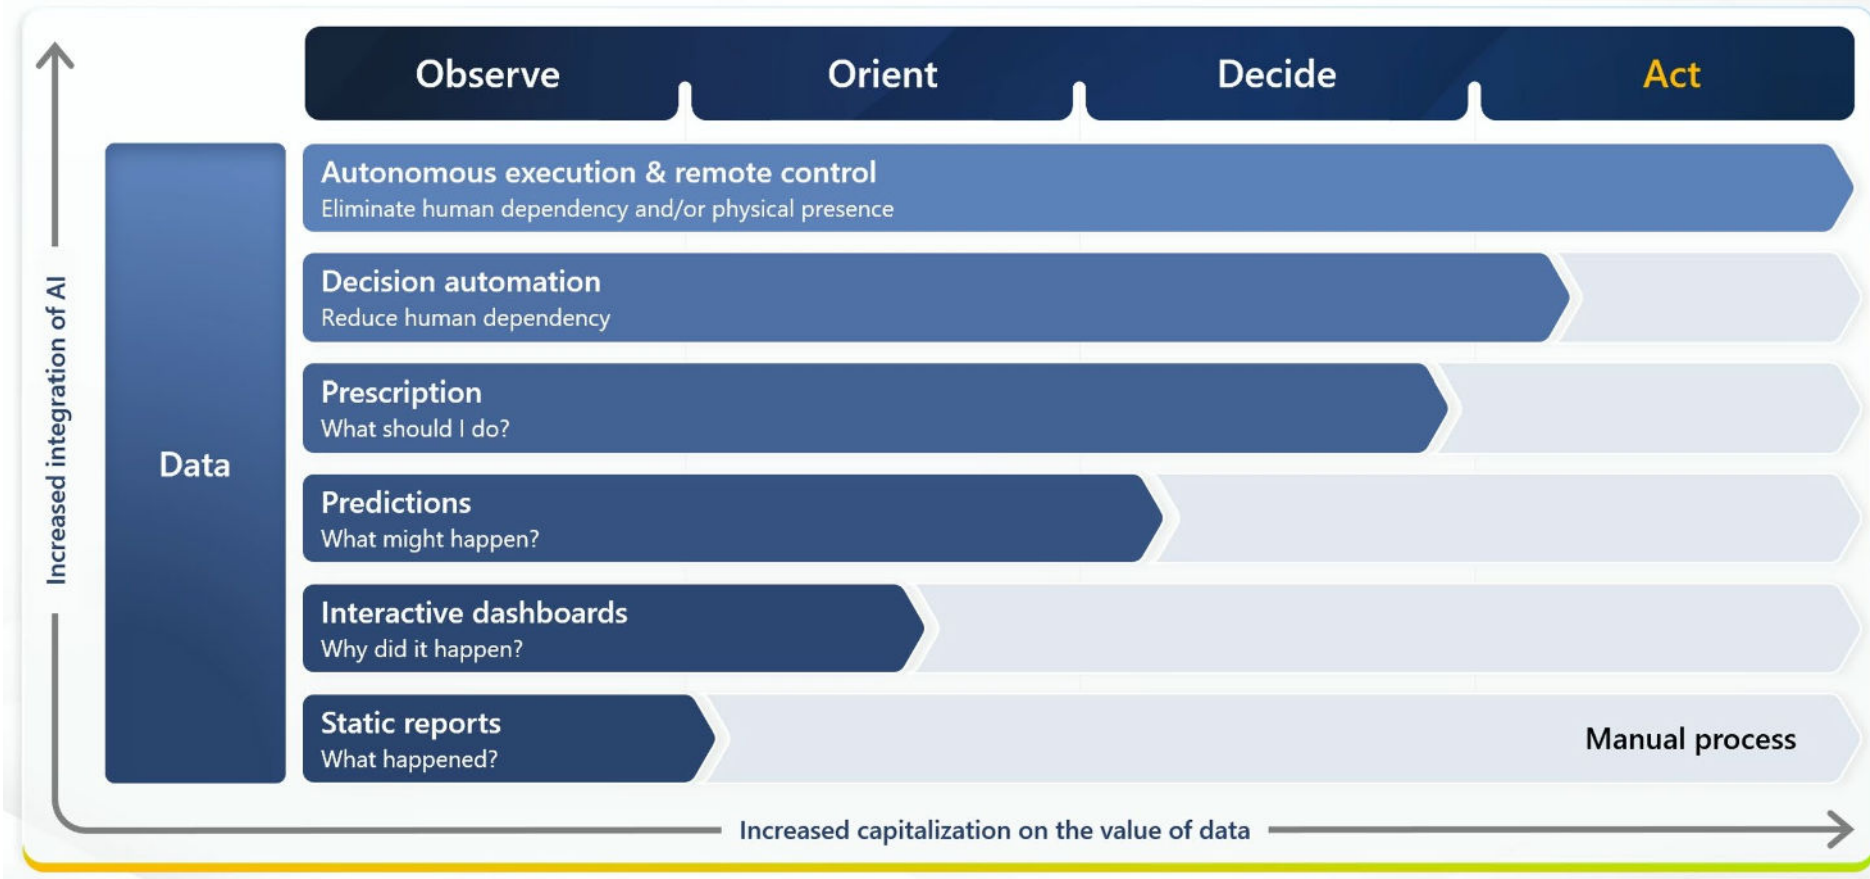 Observe
Orient
Decide
Act
Increased integration of AI
Data
Autonomous execution & remote control
Eliminate human dependency and/or physical presence
Decision automation
Reduce human dependency
Prescription
What should I do?
Predictions
What might happen?
Interactive dashboards
Why did it happen?
Static reports
What happened?
Manual process
Increased capitalization on the value of data